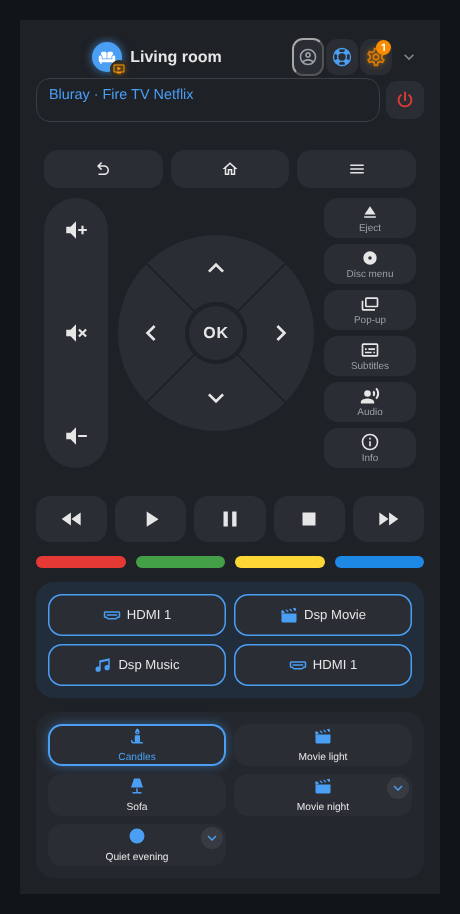 Living room
1
Bluray · Fire TV Netflix
Eject
Disc menu
Pop-up
OK
Subtitles
Audio
Info
HDMI 1
Dsp Movie
Dsp Music
HDMI 1
Candles
Movie light
Sofa
Movie night
Quiet evening